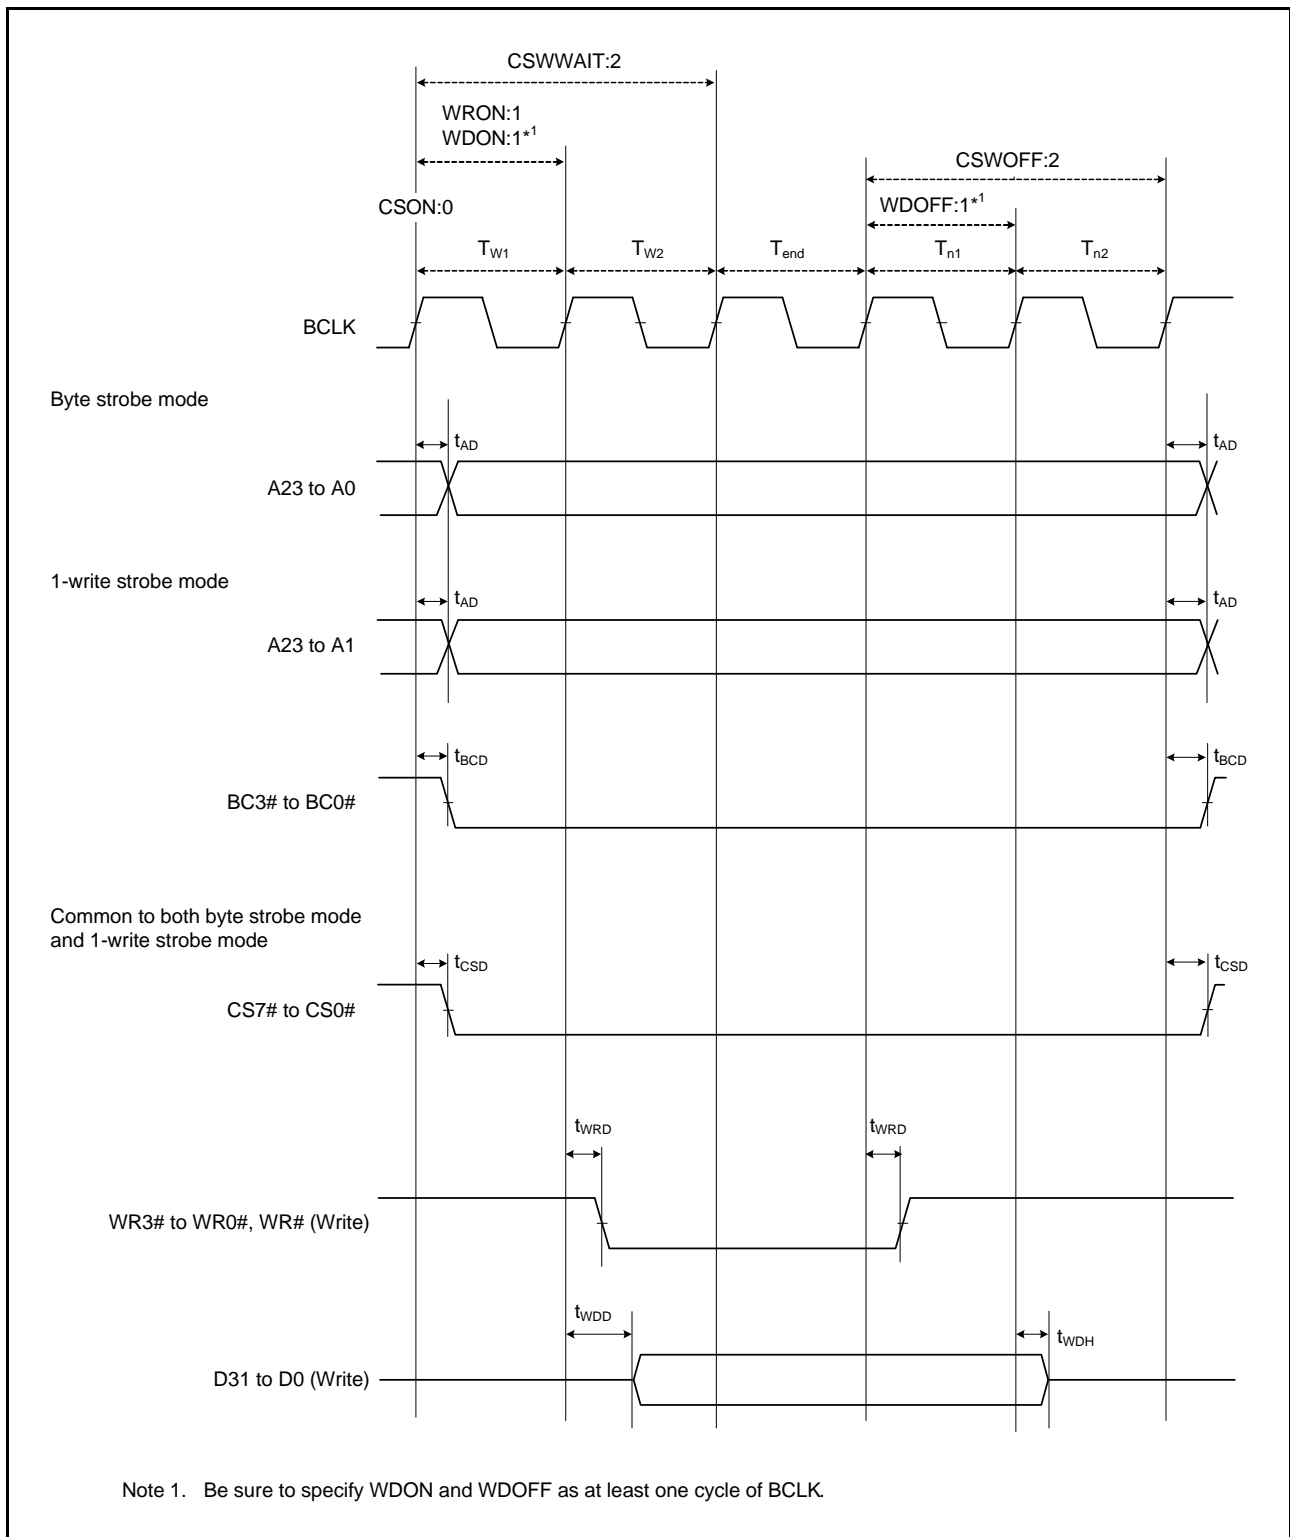 CSWWAIT:2
WRON:1
WDON:1*1
CSWOFF:2
CSON:0
WDOFF:1*1
TW1
TW2
Tend
Tn1
Tn2
BCLK
Byte strobe mode
tAD
tAD
A23 to A0
1-write strobe mode
tAD
tAD
A23 to A1
tBCD
tBCD
BC3# to BC0#
Common to both byte strobe mode
and 1-write strobe mode
tCSD
tCSD
CS7# to CS0#
tWRD
tWRD
WR3# to WR0#, WR# (Write)
tWDD
tWDH
D31 to D0 (Write)
Note 1. Be sure to specify WDON and WDOFF as at least one cycle of BCLK.